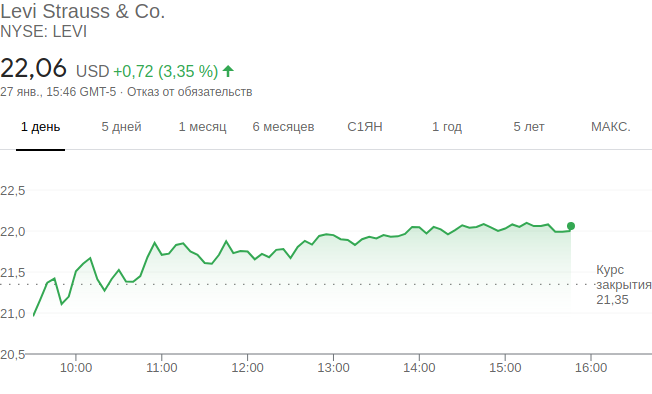 Levi Strauss & Co.
NYSE: LEVI
22,06 USD +0,72 (3,35 %)
27 янв., 15:46 GMT-5 · Отказ от обязательств
1 день 5 дней 1 месяц 6 месяцев С1ЯН 1 год 5 лет МАКС.
22,5
22,0
21,5
Курс
закрытия
21,35
21,0
20,5
10:00 11:00 12:00 13:00 14:00 15:00 16:00